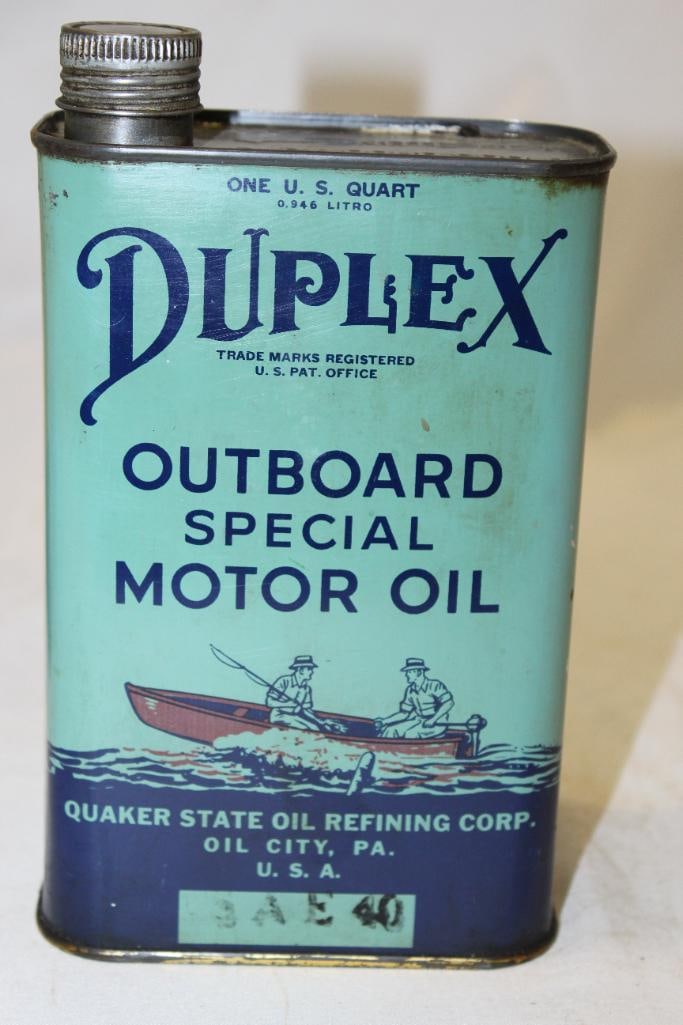 ONE U. S. QUART
0.946 LITRO
DUPLEX
TRADE MARKS REGISTERED
U. S. PAT. OFFICE
OUTBOARD
SPECIAL
MOTOR OIL
QUAKER STATE OIL REFINING CORP.
OIL CITY, PA.
U. S. A.
SAE 40